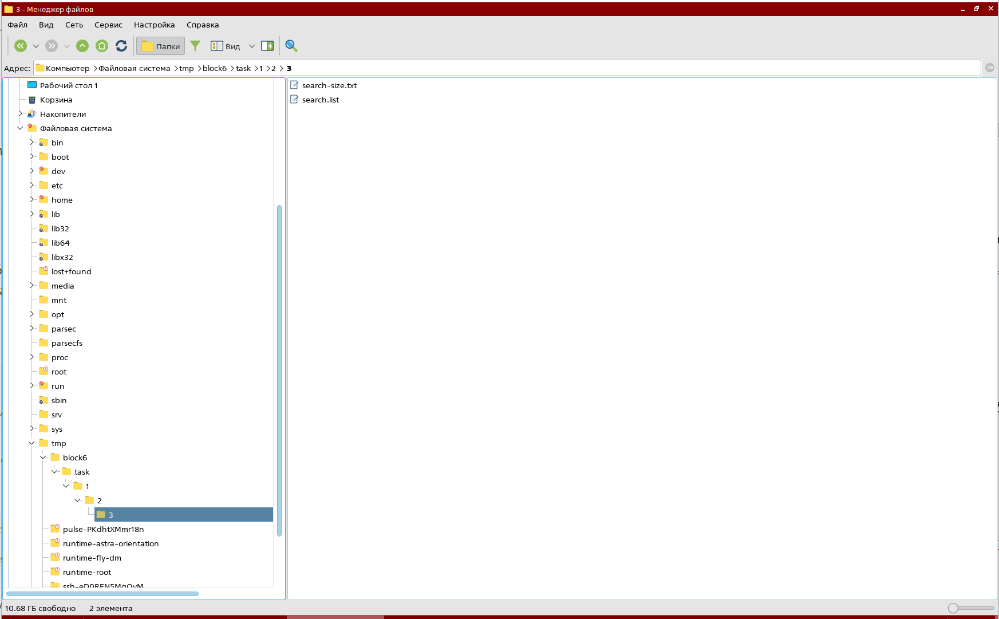 3 - Менеджер файлов
Файл Вид Сеть Сервис Настройка Справка
Папки Вид
Адрес: Компьютер Файловая система tmp block6 task 1 2 3
Рабочий стол 1
Корзина
Накопители
Файловая система
bin
boot
dev
etc
home
lib
lib32
lib64
libx32
lost+found
media
mnt
opt
parsec
parsecfs
proc
root
run
sbin
srv
sys
tmp
block6
task
1
2
3
pulse-PKdhtXMmr18n
runtime-astra-orientation
runtime-fly-dm
runtime-root
search-size.txt
search.list
10.68 ГБ свободно 2 элемента